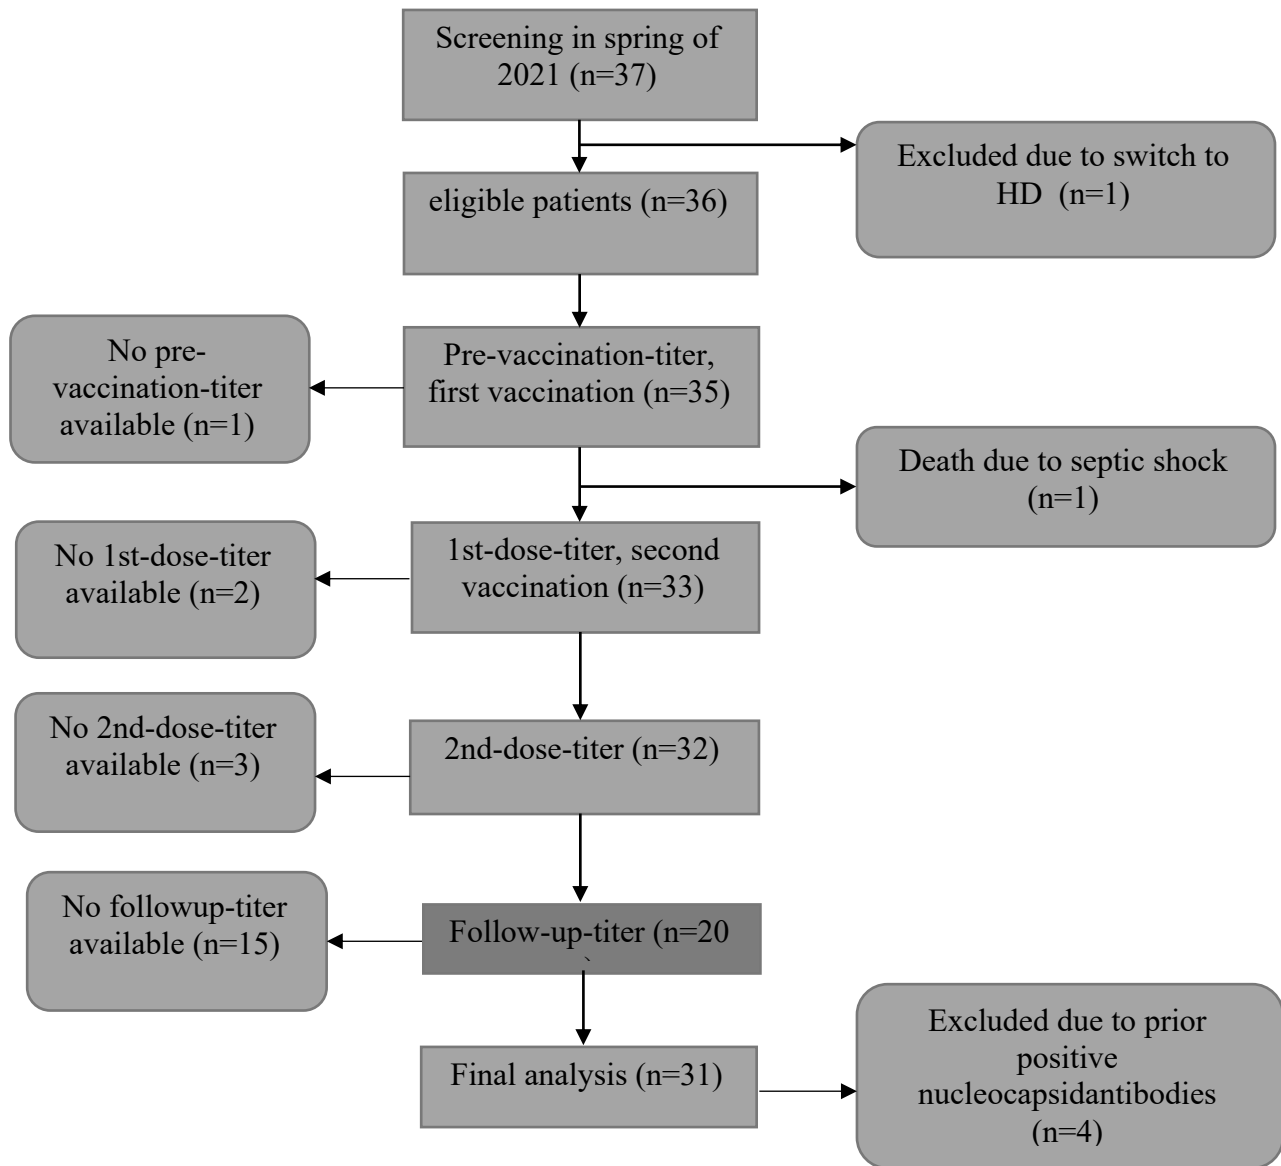 Screening in spring of
2021 (n=37)
Excluded due to switch to
HD (n=1)
eligible patients (n=36)
No pre-
vaccination-titer
available (n=1)
Pre-vaccination-titer,
first vaccination (n=35)
Death due to septic shock
(n=1)
No 1st-dose-titer
available (n=2)
1st-dose-titer, second
vaccination (n=33)
No 2nd-dose-titer
available (n=3)
2nd-dose-titer (n=32)
No followup-titer
available (n=15)
Follow-up-titer (n=20
Final analysis (n=31)
Excluded due to prior
positive
nucleocapsidantibodies
(n=4)